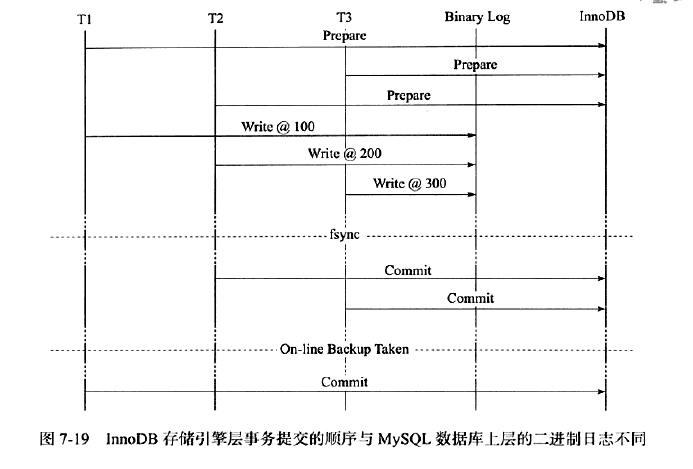 T1 T2 T3 Binary Log InnoDB
Prepare
Prepare
Prepare
Write @ 100
Write @ 200
Write @ 300
fsync
Commit
Commit
On-line Backup Taken
Commit
图 7-19 InnoDB 存储引擎层事务提交的顺序与 MySQL 数据库上层的二进制日志不同